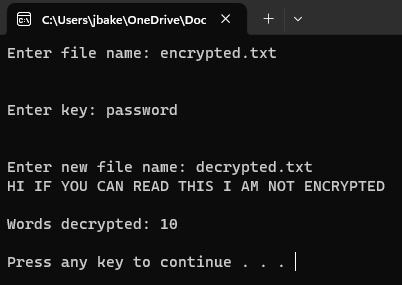 C:\Users\jbake\OneDrive\Doc
Enter file name: encrypted.txt
Enter key: password
Enter new file name: decrypted.txt
HI IF YOU CAN READ THIS I AM NOT ENCRYPTED
Words decrypted: 10
Press any key to continue . . .